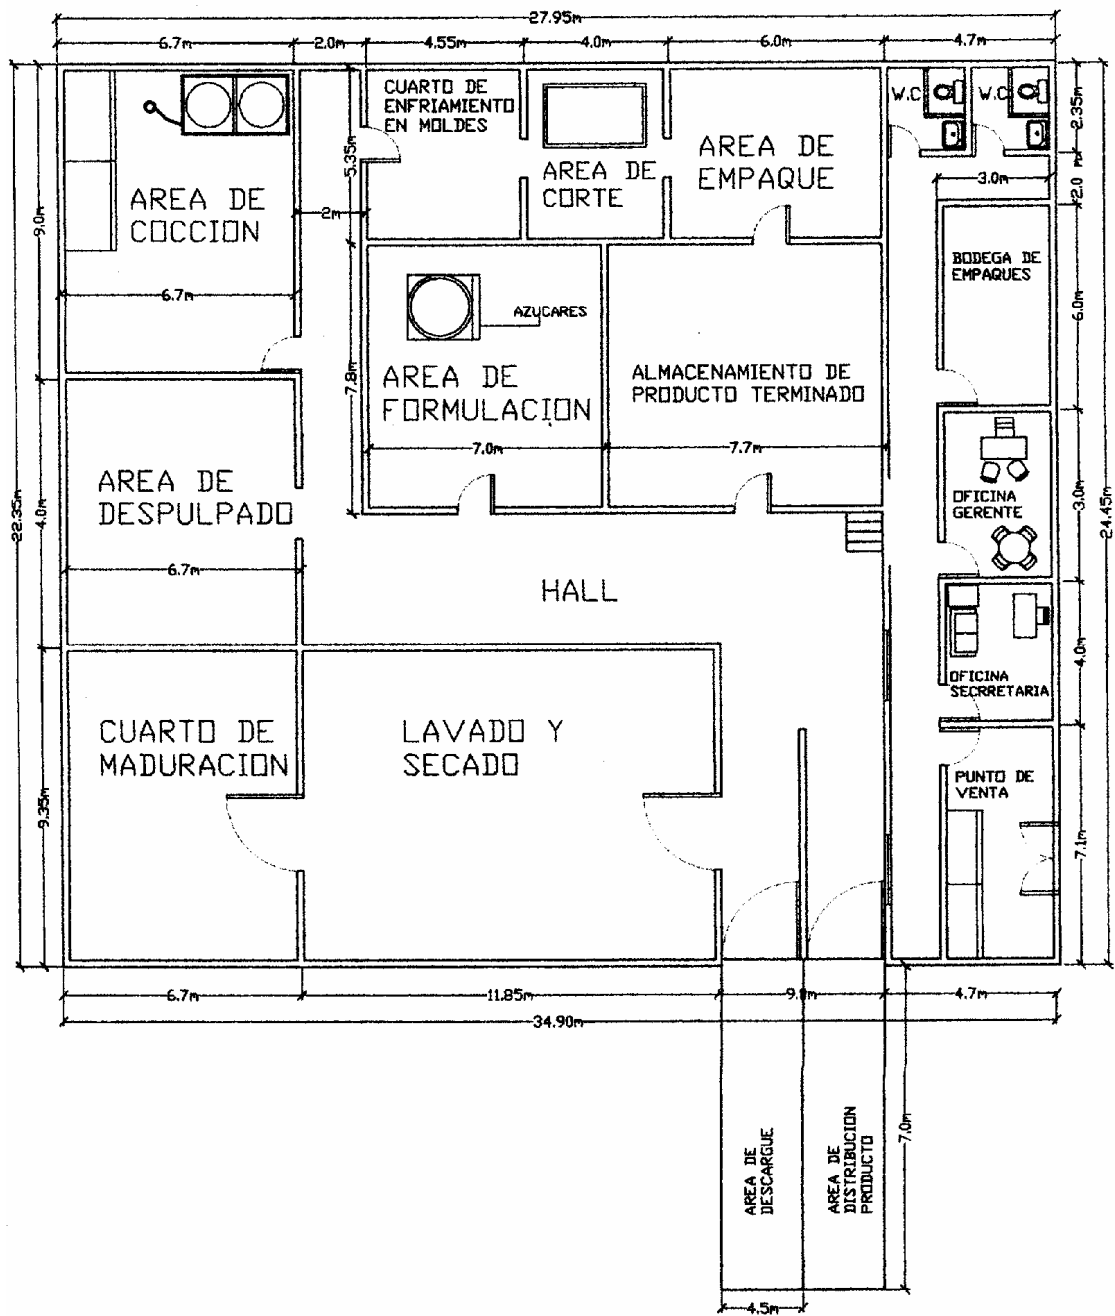 27.95m
6.7m 2.0m 4.55m 4.0m 6.0m 4.7m
CUARTO DE
ENFRIAMIENTO
EN MOLDES
W.C W.C
2.35m
AREA DE
COCCION
AREA DE
CORTE
AREA DE
EMPAQUE
5.35m
2m
3.0m
9.0m
6.7m
AZUCARES
AREA DE
FORMULACION
7.8m
ALMACENAMIENTO DE
PRODUCTO TERMINADO
BODEGA DE
EMPAQUES
6.0m
7.0m 7.7m
AREA DE
DESPULPADO
4.0m
6.7m
22.35m
OFICINA
GERENTE
3.0m
24.45m
HALL
OFICINA
SECRRETARIA
4.0m
CUARTO DE
MADURACION
LAVADO Y
SECADO
9.35m
PUNTO DE
VENTA
7.1m
6.7m 11.85m 4.7m
34.90m
AREA DE
DESCARGUE
AREA DE
DISTRIBUCION
PRODUCTO
7.0m
4.5m